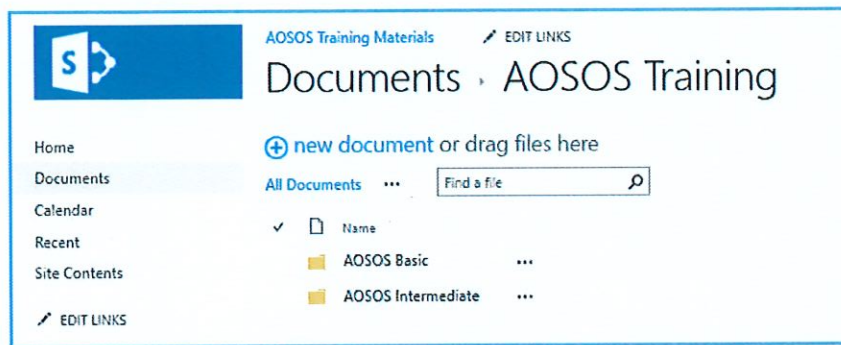 S
AOSOS Training Materials EDIT LINKS
Documents › AOSOS Training
Home
Documents
Calendar
Recent
Site Contents
EDIT LINKS
new document or drag files here
All Documents ... Find a file
Name
AOSOS Basic ...
AOSOS Intermediate ...